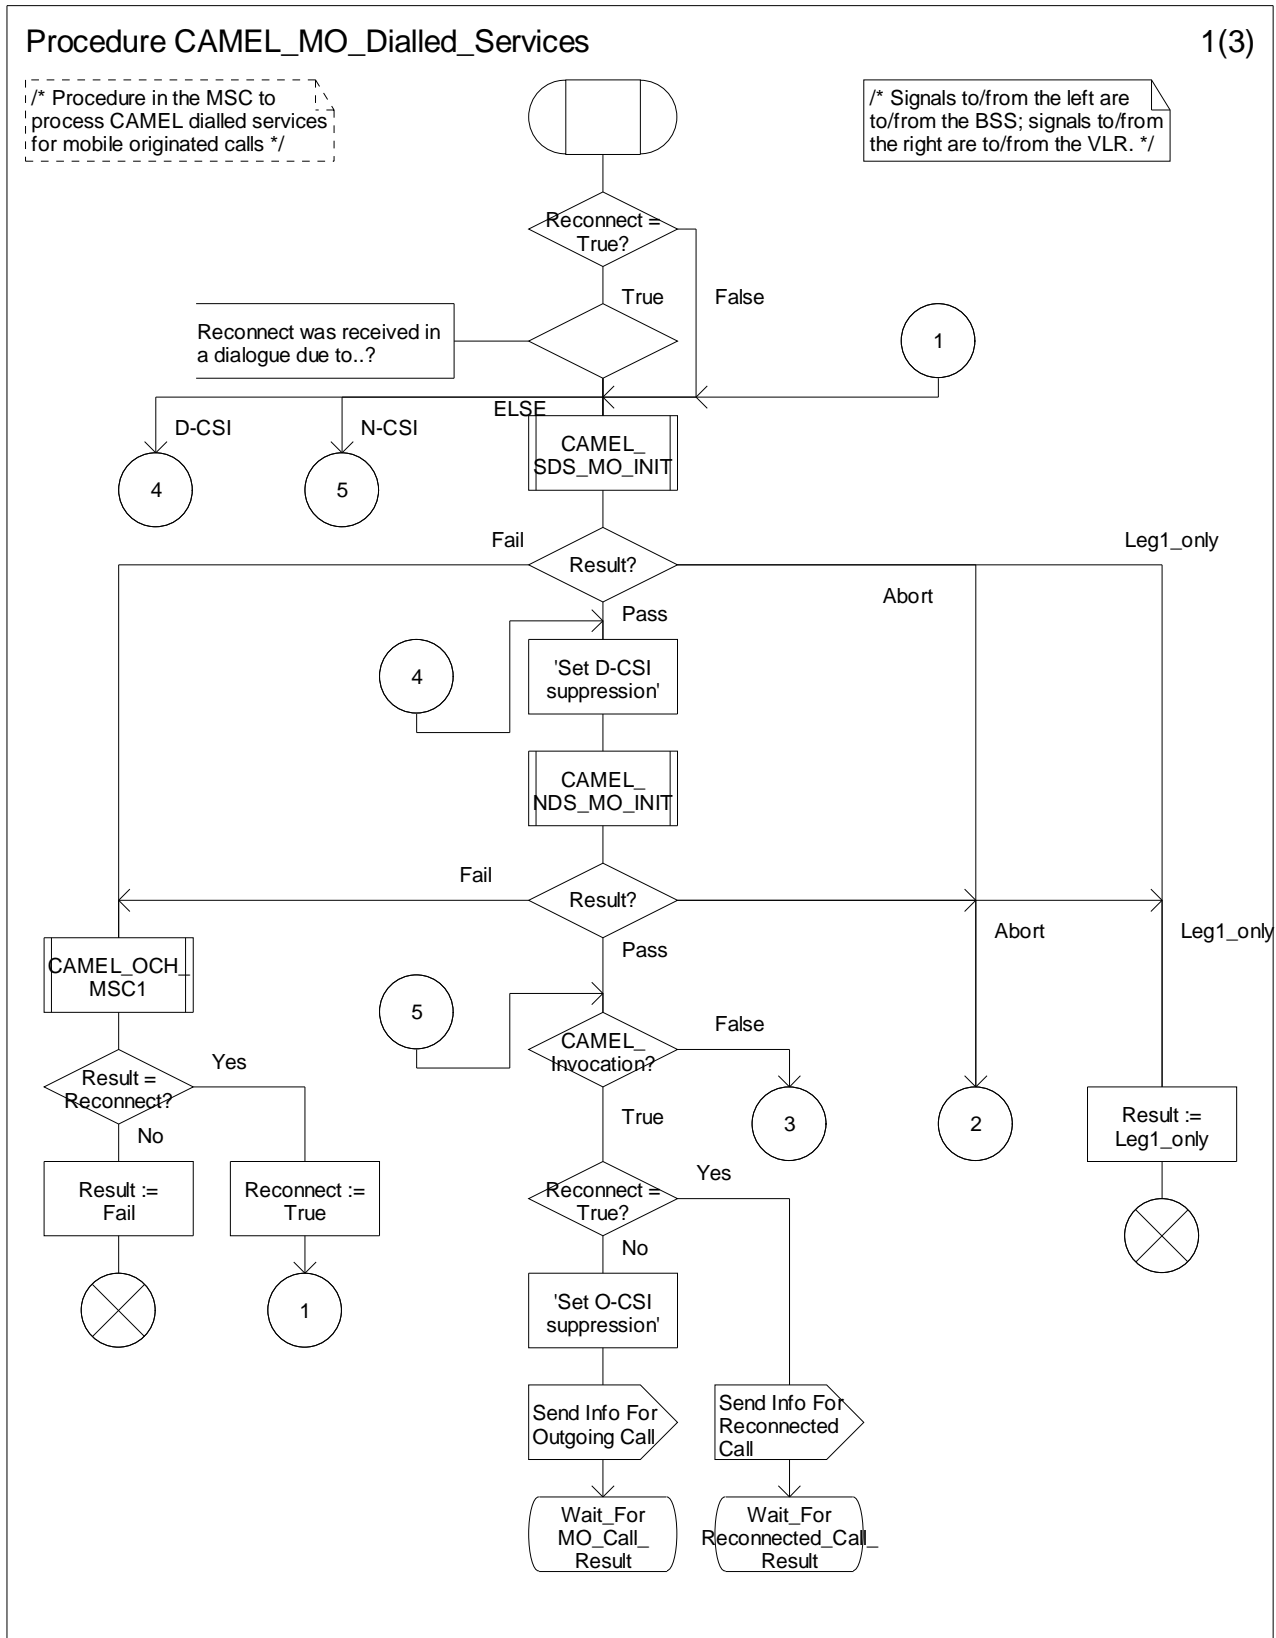 Procedure CAMEL_MO_Dialled_Services
1(3)
/* Procedure in the MSC to
process CAMEL dialled services
for mobile originated calls */
/* Signals to/from the left are
to/from the BSS; signals to/from
the right are to/from the VLR. */
Reconnect =
True?
True
False
Reconnect was received in
a dialogue due to..?
1
ELSE
D-CSI
N-CSI
CAMEL_
SDS_MO_INIT
4
5
Fail
Result?
Leg1_only
Abort
Pass
4
'Set D-CSI
suppression'
CAMEL_
NDS_MO_INIT
Fail
Result?
Abort
Leg1_only
Pass
CAMEL_OCH_
MSC1
5
False
CAMEL_
Invocation?
Yes
Result =
Reconnect?
True
3
2
Result :=
Leg1_only
No
Result :=
Fail
Reconnect :=
True
Yes
Reconnect =
True?
No
1
'Set O-CSI
suppression'
Send Info For
Outgoing Call
Send Info For
Reconnected
Call
Wait_For
MO_Call_
Result
Wait_For
Reconnected_Call_
Result